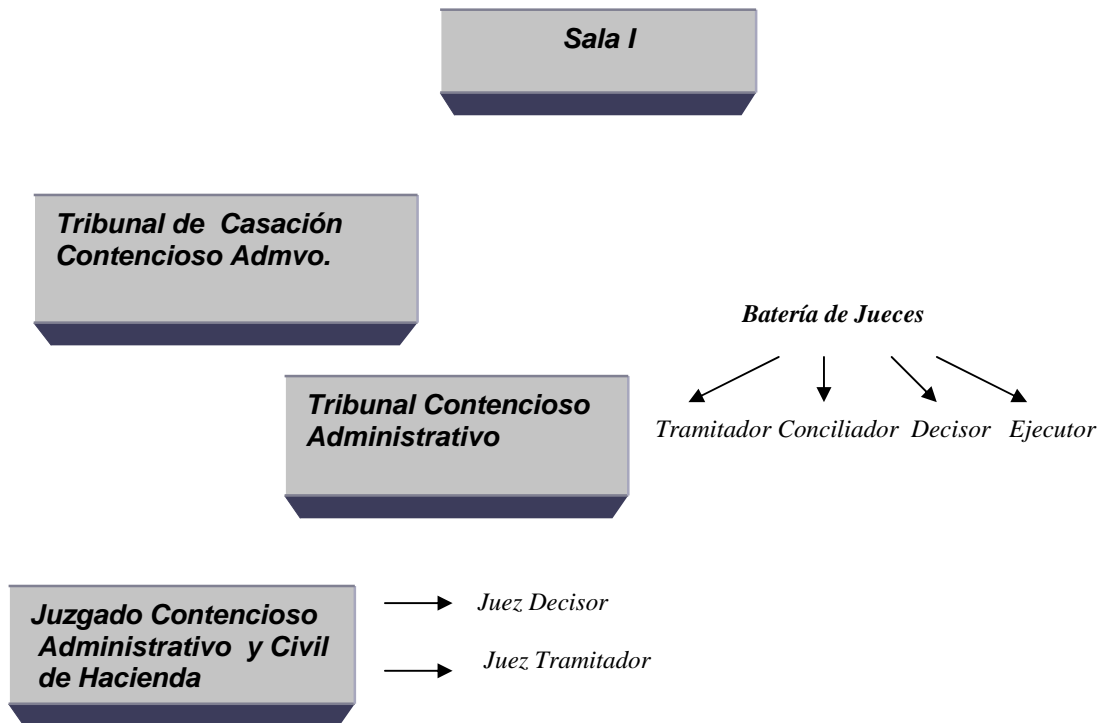 Sala I
Tribunal de Casación
Contencioso Admvo.
Batería de Jueces
Tribunal Contencioso
Administrativo
Tramitador Conciliador Decisor Ejecutor
Juzgado Contencioso
Administrativo y Civil
de Hacienda
Juez Decisor
Juez Tramitador